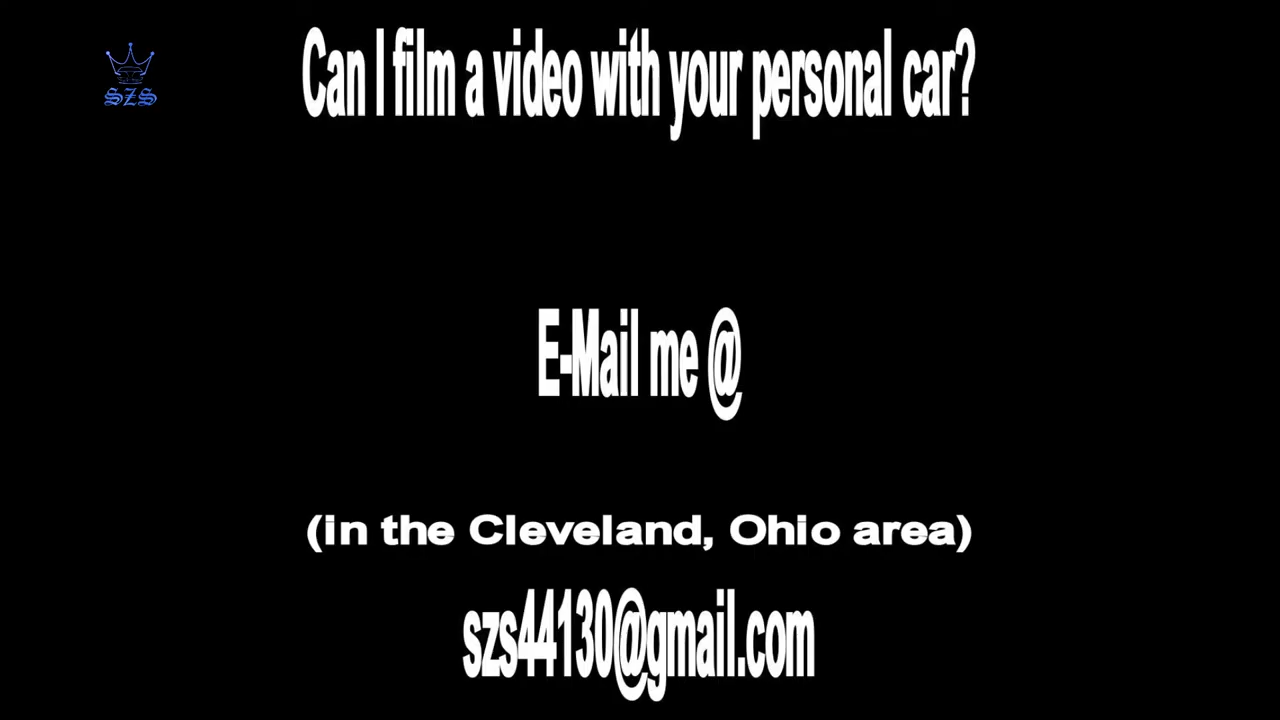 SZS
Can I film a video with your personal car?
E-Mail me @
(in the Cleveland, Ohio area)
szs44130@gmail.com